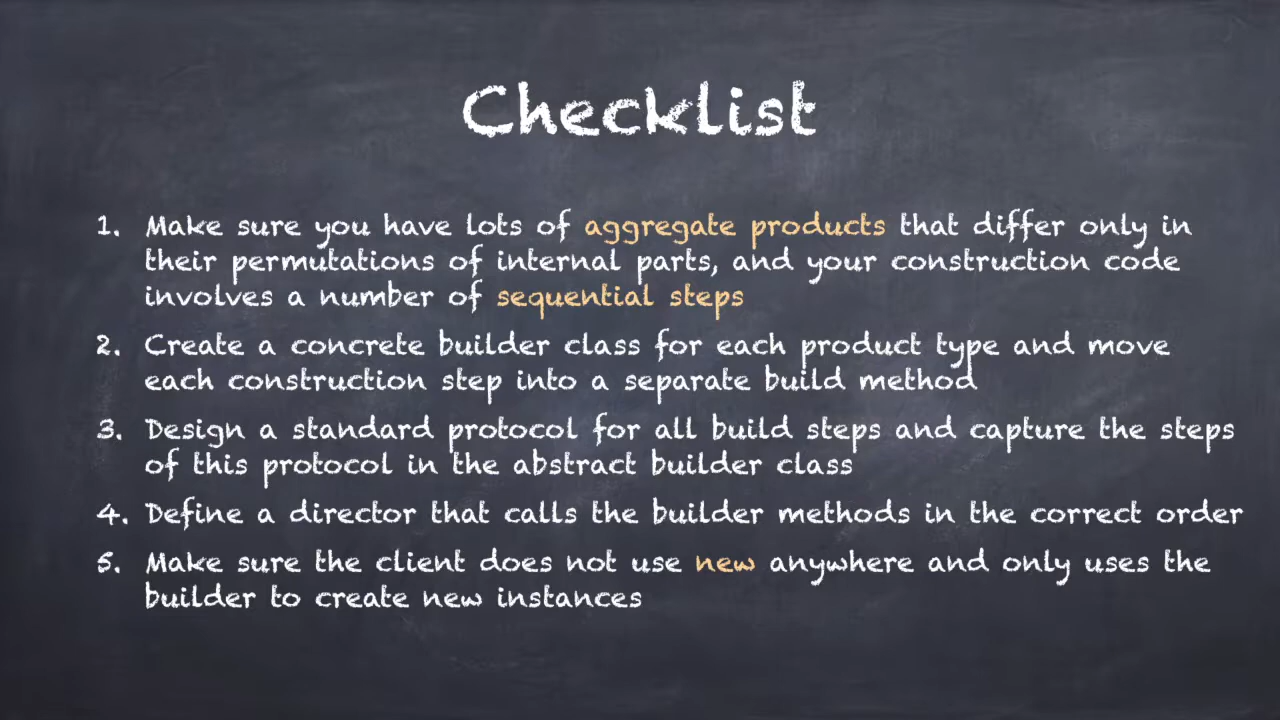 Checklist
1. Make sure you have lots of aggregate products that differ only in
their permutations of internal parts, and your construction code
involves a number of sequential steps
2. Create a concrete builder class for each product type and move
each construction step into a separate build method
3. Design a standard protocol for all build steps and capture the steps
of this protocol in the abstract builder class
4. Define a director that calls the builder methods in the correct order
5. Make sure the client does not use new anywhere and only uses the
builder to create new instances